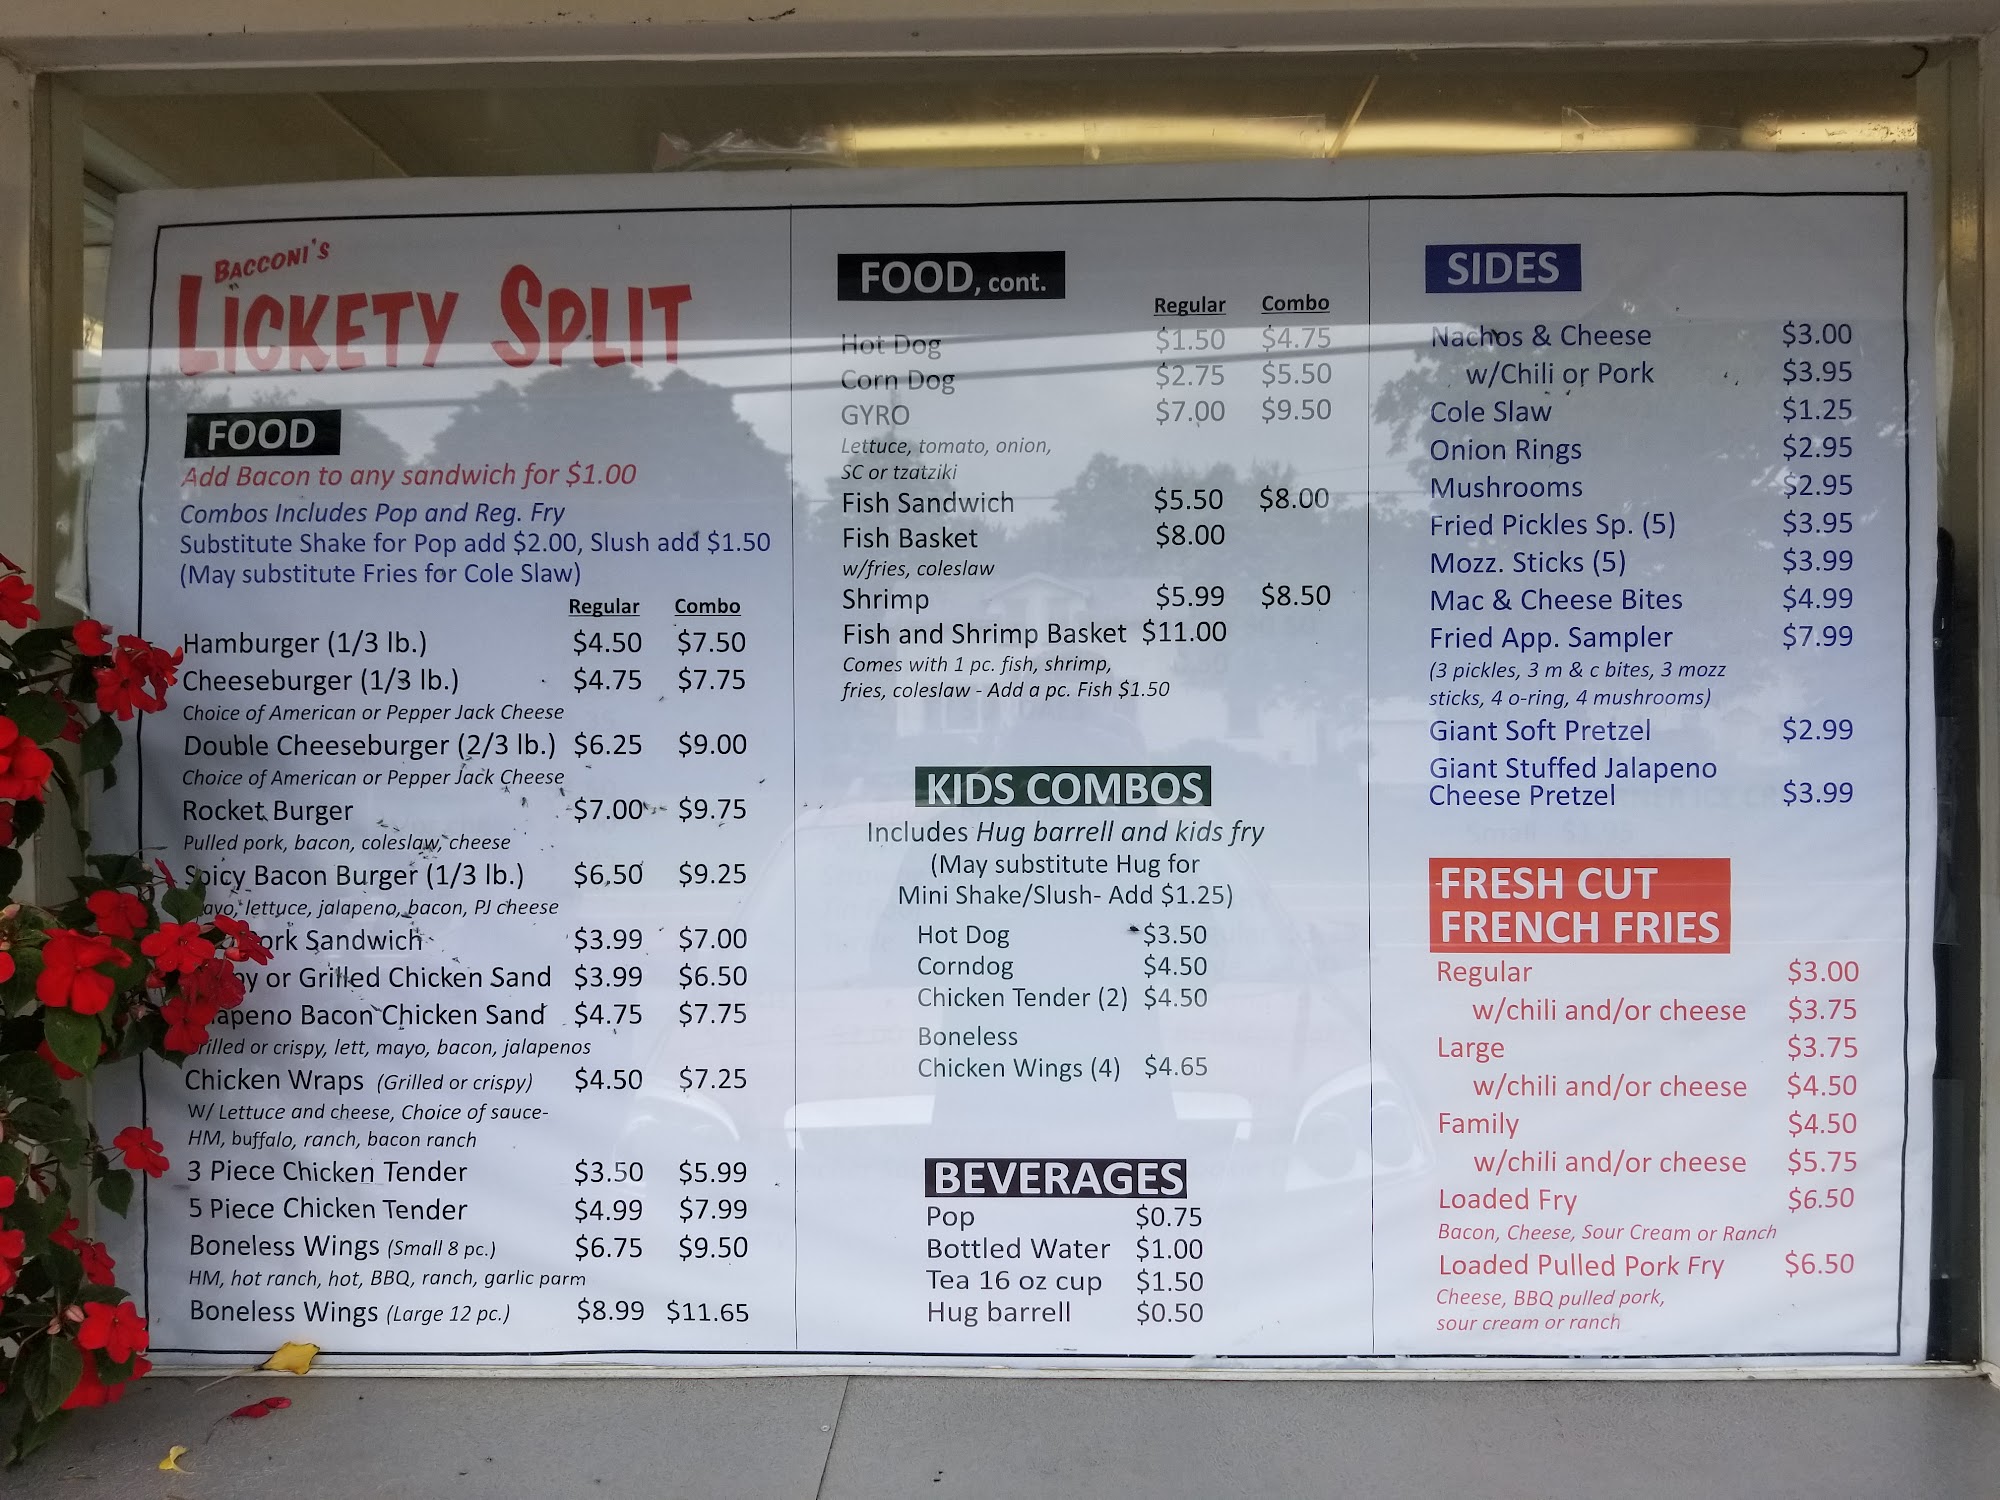 BACCONI'S
LICKETY SPLIT
FOOD
Add Bacon to any sandwich for $1.00
Combos Includes Pop and Reg. Fry
Substitute Shake for Pop add $2.00, Slush add $1.50
(May substitute Fries for Cole Slaw)
Regular Combo
Hamburger (1/3 lb.) $4.50 $7.50
Cheeseburger (1/3 lb.) $4.75 $7.75
Choice of American or Pepper Jack Cheese
Double Cheeseburger (2/3 lb.) $6.25 $9.00
Choice of American or Pepper Jack Cheese
Rocket Burger $7.00 $9.75
Pulled pork, bacon, coleslaw, cheese
Spicy Bacon Burger (1/3 lb.) $6.50 $9.25
lettuce, jalapeno, bacon, PJ cheese
Sandwich $3.99 $7.00
or Grilled Chicken Sand $3.99 $6.50
Bacon Chicken Sand $4.75 $7.75
or crispy, lett, mayo, bacon, jalapenos
Chicken Wraps (Grilled or crispy) $4.50 $7.25
W/ Lettuce and cheese, Choice of sauce-
HM, buffalo, ranch, bacon ranch
3 Piece Chicken Tender $3.50 $5.99
5 Piece Chicken Tender $4.99 $7.99
Boneless Wings (Small 8 pc.) $6.75 $9.50
HM, hot ranch, hot, BBQ, ranch, garlic parm
Boneless Wings (Large 12 pc.) $8.99 $11.65
FOOD, cont.
Regular Combo
Hot Dog $1.50 $4.75
Corn Dog $2.75 $5.50
GYRO $7.00 $9.50
Lettuce, tomato, onion,
SC or tzatziki
Fish Sandwich $5.50 $8.00
Fish Basket $8.00
w/fries, coleslaw
Shrimp $5.99 $8.50
Fish and Shrimp Basket $11.00
Comes with 1 pc. fish, shrimp,
fries, coleslaw - Add a pc. Fish $1.50
KIDS COMBOS
Includes Hug barrell and kids fry
(May substitute Hug for
Mini Shake/Slush- Add $1.25)
Hot Dog $3.50
Corndog $4.50
Chicken Tender (2) $4.50
Boneless
Chicken Wings (4) $4.65
BEVERAGES
Pop $0.75
Bottled Water $1.00
Tea 16 oz cup $1.50
Hug barrell $0.50
SIDES
Nachos & Cheese $3.00
w/Chili or Pork $3.95
Cole Slaw $1.25
Onion Rings $2.95
Mushrooms $2.95
Fried Pickles Sp. (5) $3.95
Mozz. Sticks (5) $3.99
Mac & Cheese Bites $4.99
Fried App. Sampler $7.99
(3 pickles, 3 m & c bites, 3 mozz
sticks, 4 o-ring, 4 mushrooms)
Giant Soft Pretzel $2.99
Giant Stuffed Jalapeno
Cheese Pretzel $3.99
FRESH CUT
FRENCH FRIES
Regular $3.00
w/chili and/or cheese $3.75
Large $3.75
w/chili and/or cheese $4.50
Family $4.50
w/chili and/or cheese $5.75
Loaded Fry $6.50
Bacon, Cheese, Sour Cream or Ranch
Loaded Pulled Pork Fry $6.50
Cheese, BBQ pulled pork,
sour cream or ranch